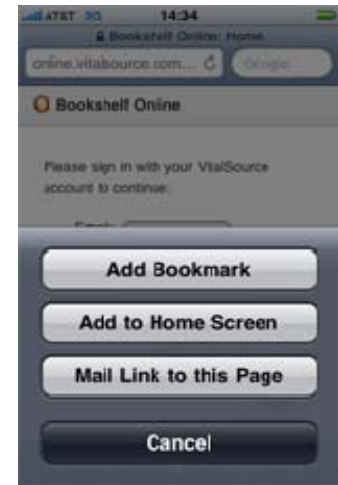 AT&T 3G 14:34
Bookshelf Online: Home
online.vitalsource.com... Google
Bookshelf Online
Please sign in with your VitalSource
account to continue:
Email:
Add Bookmark
Add to Home Screen
Mail Link to this Page
Cancel